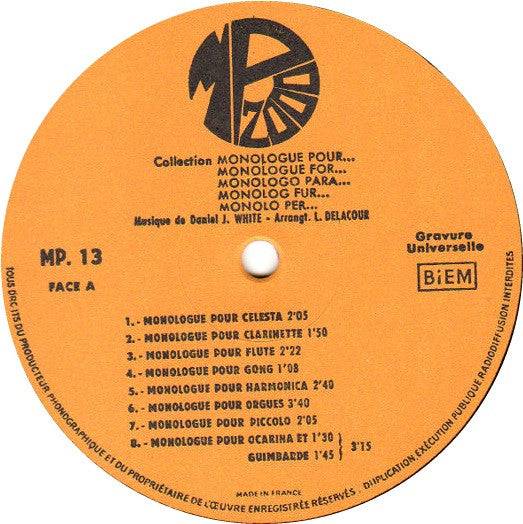 MP 2000
Collection MONOLOGUE POUR...
MONOLOGUE FOR...
MONOLOGO PARA...
MONOLOG FUR...
MONOLO PER...
Musique de Daniel J. WHITE - Arrangt. L. DELACOUR
MP. 13
FACE A
Gravure
Universelle
BiEM
1. - MONOLOGUE POUR CELESTA 2'05
2. - MONOLOGUE POUR CLARINETTE 1'50
3. - MONOLOGUE POUR FLUTE 2'22
4. - MONOLOGUE POUR GONG 1'08
5. - MONOLOGUE POUR HARMONICA 2'40
6. - MONOLOGUE POUR ORGUES 3'40
7. - MONOLOGUE POUR PICCOLO 2'05
8. - MONOLOGUE POUR OCARINA ET 1'30
GUIMBARDE 1'45 } 3'15
MADE IN FRANCE
TOUS DROITS DU PRODUCTEUR PHONOGRAPHIQUE ET DU PROPRIÉTAIRE DE L'ŒUVRE ENREGISTRÉE RÉSERVÉS. DUPLICATION, EXÉCUTION PUBLIQUE, RADIODIFFUSION INTERDITES